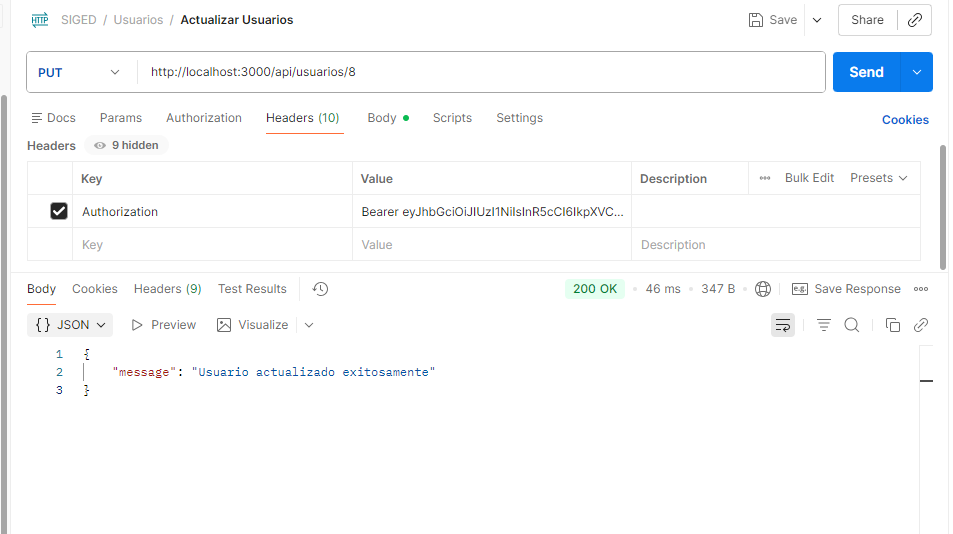 HTTP SIGED / Usuarios / Actualizar Usuarios Save Share
PUT http://localhost:3000/api/usuarios/8 Send
Docs Params Authorization Headers (10) Body Scripts Settings Cookies
Headers 9 hidden
Key Value Description Bulk Edit Presets
Authorization Bearer eyJhbGciOiJIUzI1NiIsInR5cCI6IkpXVC...
Key Value Description
Body Cookies Headers (9) Test Results 200 OK 46 ms 347 B e.g. Save Response
{} JSON Preview Visualize
1 {
2 "message": "Usuario actualizado exitosamente"
3 }